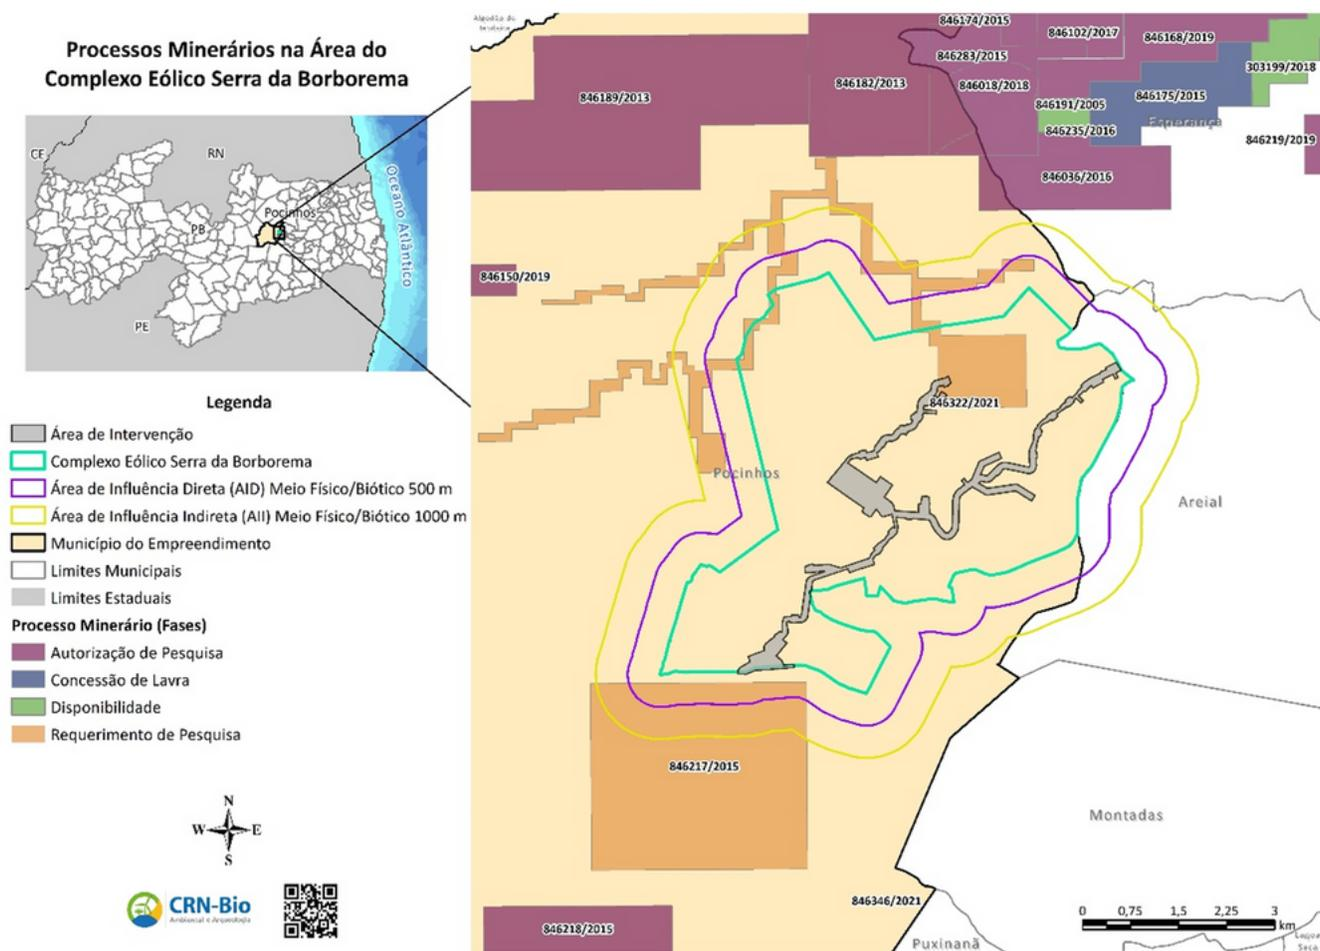 Processos Minerários na Área do
Complexo Eólico Serra da Borborema
CE
RN
Pocinhos
PB
PE
Oceano Atlântico
Legenda
Área de Intervenção
Complexo Eólico Serra da Borborema
Área de Influência Direta (AID) Meio Físico/Biótico 500 m
Área de Influência Indireta (AII) Meio Físico/Biótico 1000 m
Município do Empreendimento
Limites Municipais
Limites Estaduais
Processo Minerário (Fases)
Autorização de Pesquisa
Concessão de Lavra
Disponibilidade
Requerimento de Pesquisa
N
W E
S
CRN-Bio
Ambiental e Arqueologia
846174/2015
846102/2017
846168/2019
846283/2015
303199/2018
846189/2013
846182/2013
846018/2018
846175/2015
846191/2005
Esperança
846235/2016
846219/2019
846036/2016
846150/2019
846322/2021
Pocinhos
Areial
846217/2015
Montadas
846346/2021
846218/2015
Puxinanã
0 0,75 1,5 2,25 3
km